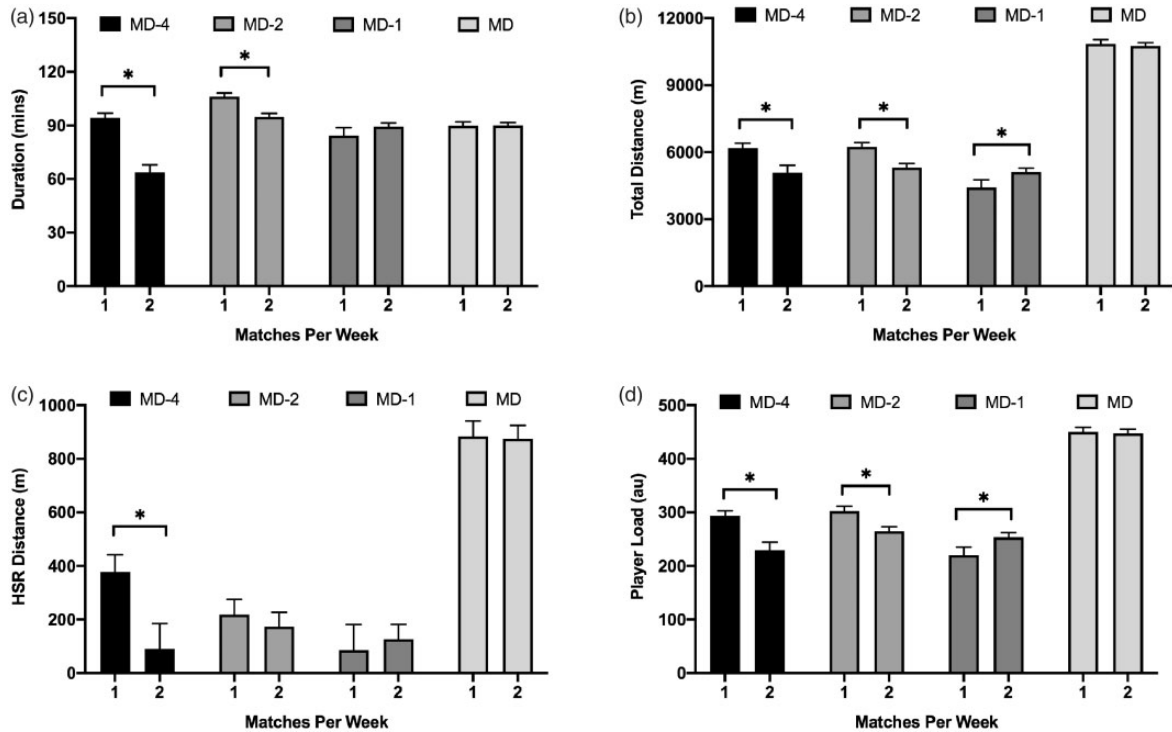 (a)
MD-4 MD-2 MD-1 MD
Duration (mins)
150
120
90
60
30
0
* *
1 2 1 2 1 2 1 2
Matches Per Week
(b)
MD-4 MD-2 MD-1 MD
Total Distance (m)
12000
9000
6000
3000
0
* * *
1 2 1 2 1 2 1 2
Matches Per Week
(c)
MD-4 MD-2 MD-1 MD
HSR Distance (m)
1000
800
600
400
200
0
*
1 2 1 2 1 2 1 2
Matches Per Week
(d)
MD-4 MD-2 MD-1 MD
Player Load (au)
500
400
300
200
100
0
* * *
1 2 1 2 1 2 1 2
Matches Per Week